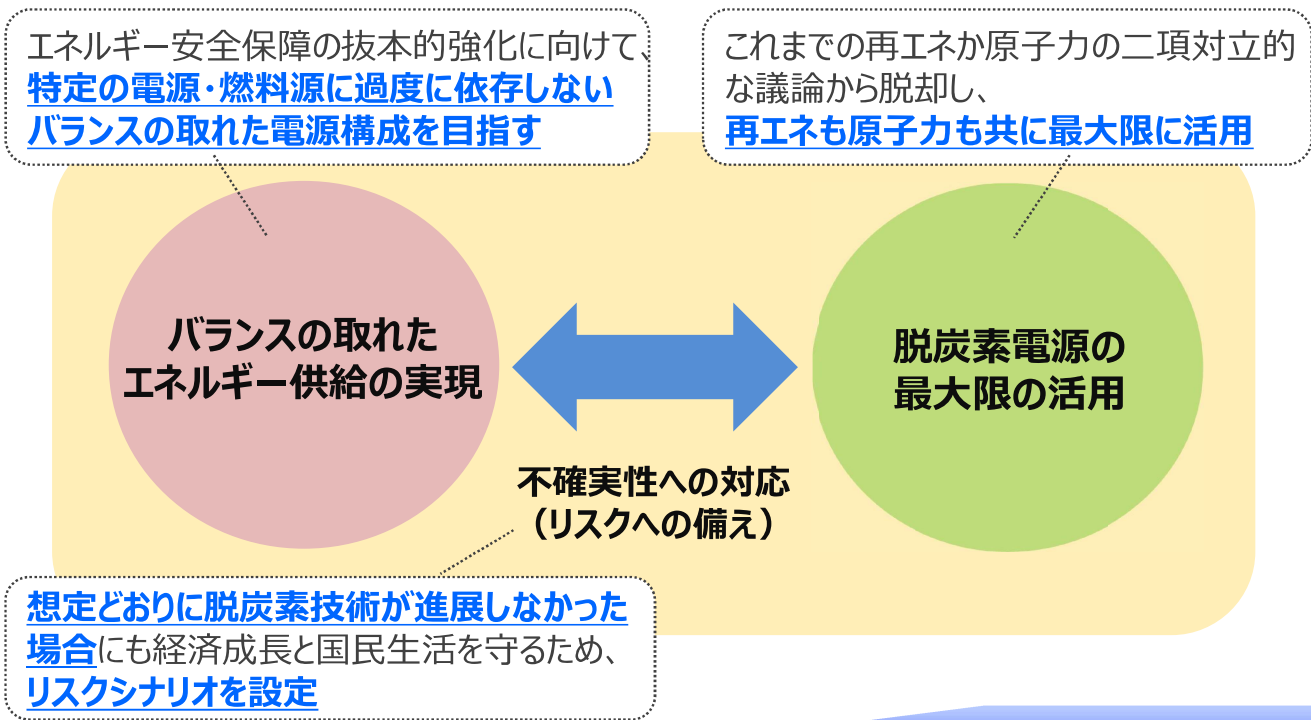 エネルギー安全保障の抜本的強化に向けて、
特定の電源・燃料源に過度に依存しない
バランスの取れた電源構成を目指す
これまでの再エネか原子力の二項対立的
な議論から脱却し、
再エネも原子力も共に最大限に活用
バランスの取れた
エネルギー供給の実現
脱炭素電源の
最大限の活用
不確実性への対応
（リスクへの備え）
想定どおりに脱炭素技術が進展しなかった
場合にも経済成長と国民生活を守るため、
リスクシナリオを設定